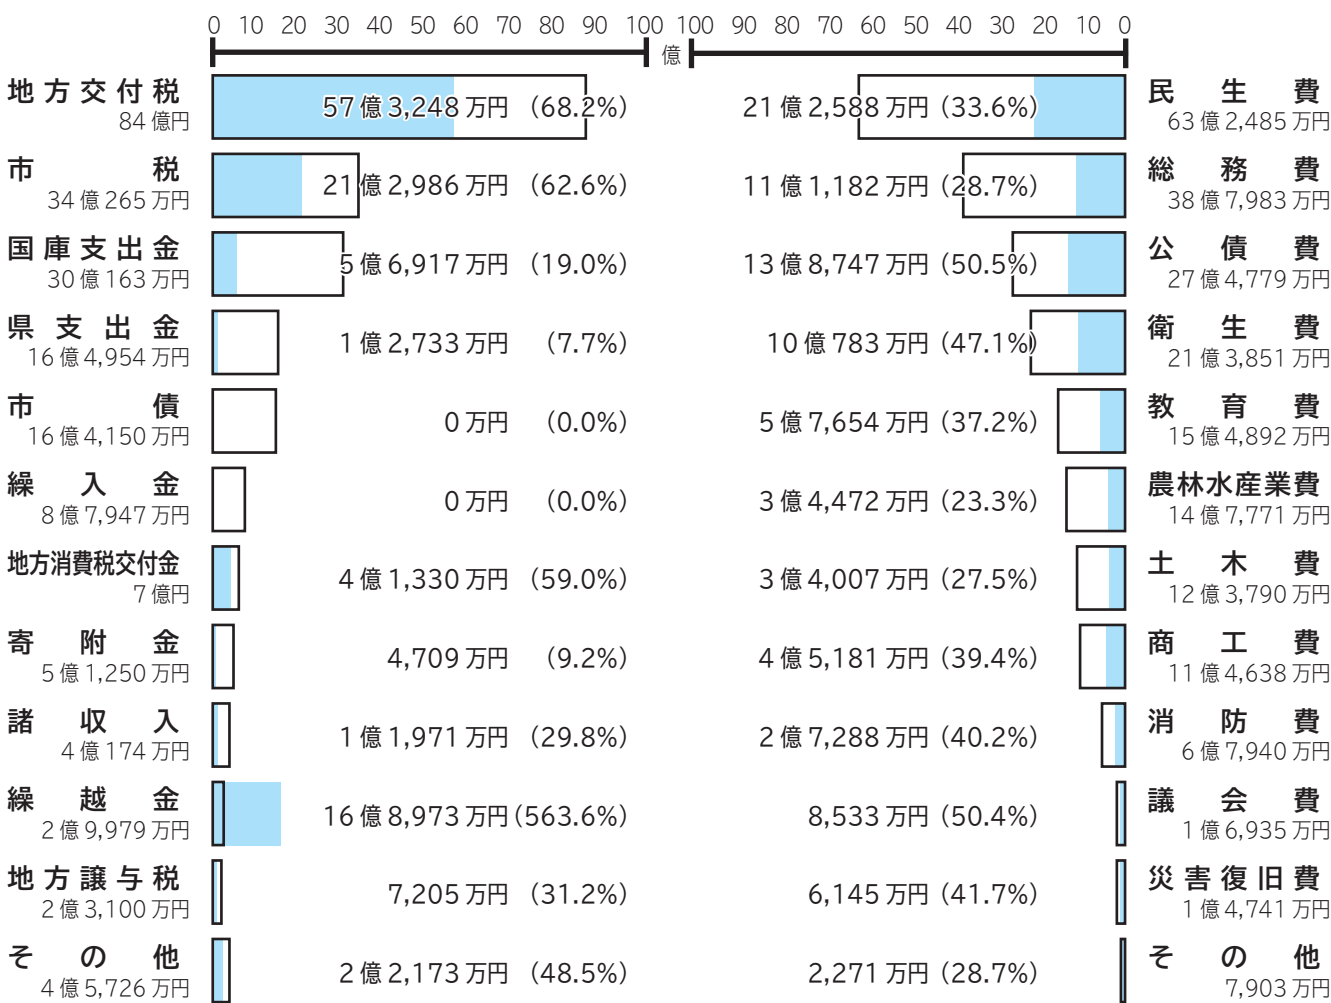 0 10 20 30 40 50 60 70 80 90 100 100 90 80 70 60 50 40 30 20 10 0
億
地方交付税 57億3,248万円 (68.2%) 21億2,588万円 (33.6%) 民生費
84億円 63億2,485万円
市税 21億2,986万円 (62.6%) 11億1,182万円 (28.7%) 総務費
34億265万円 38億7,983万円
国庫支出金 5億6,917万円 (19.0%) 13億8,747万円 (50.5%) 公債費
30億163万円 27億4,779万円
県支出金 1億2,733万円 (7.7%) 10億783万円 (47.1%) 衛生費
16億4,954万円 21億3,851万円
市債 0万円 (0.0%) 5億7,654万円 (37.2%) 教育費
16億4,150万円 15億4,892万円
繰入金 0万円 (0.0%) 3億4,472万円 (23.3%) 農林水産業費
8億7,947万円 14億7,771万円
地方消費税交付金 4億1,330万円 (59.0%) 3億4,007万円 (27.5%) 土木費
7億円 12億3,790万円
寄附金 4,709万円 (9.2%) 4億5,181万円 (39.4%) 商工費
5億1,250万円 11億4,638万円
諸収入 1億1,971万円 (29.8%) 2億7,288万円 (40.2%) 消防費
4億174万円 6億7,940万円
繰越金 16億8,973万円 (563.6%) 8,533万円 (50.4%) 議会費
2億9,979万円 1億6,935万円
地方譲与税 7,205万円 (31.2%) 6,145万円 (41.7%) 災害復旧費
2億3,100万円 1億4,741万円
その他 2億2,173万円 (48.5%) 2,271万円 (28.7%) その他
4億5,726万円 7,903万円